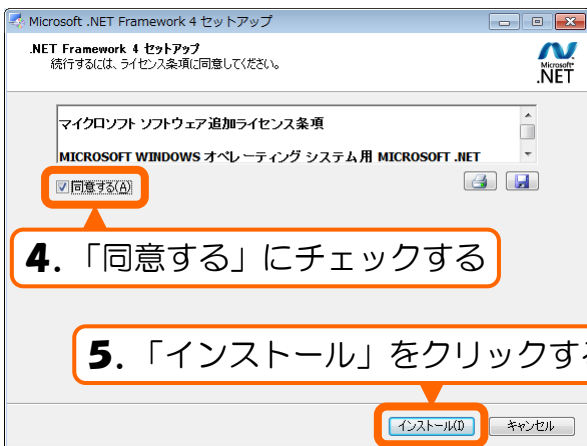 Microsoft .NET Framework 4 セットアップ
.NET Framework 4 セットアップ
続行するには、ライセンス条項に同意してください。
Microsoft®
.NET
マイクロソフト ソフトウェア追加ライセンス条項
MICROSOFT WINDOWS オペレーティング システム用 MICROSOFT .NET
同意する(A)
4. 「同意する」にチェックする
5. 「インストール」をクリックする
インストール(I)
キャンセル